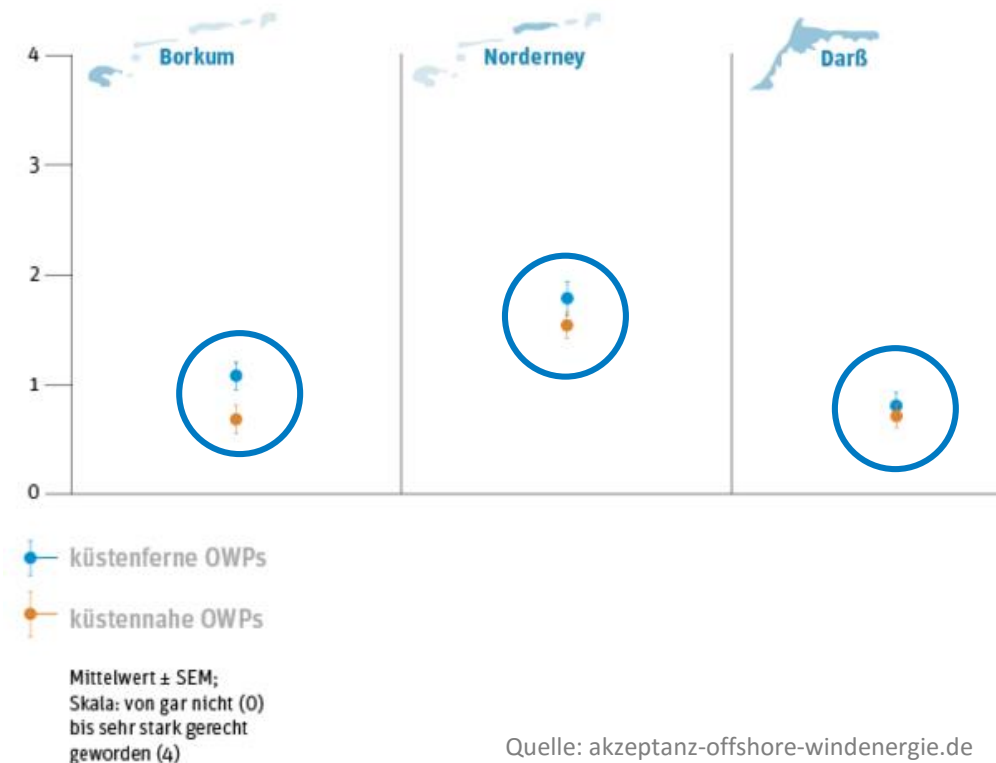 Borkum
Norderney
Darß
4
3
2
1
0
küstenferne OWPs
küstennahe OWPs
Mittelwert ± SEM;
Skala: von gar nicht (0)
bis sehr stark gerecht
geworden (4)
Quelle: akzeptanz-offshore-windenergie.de